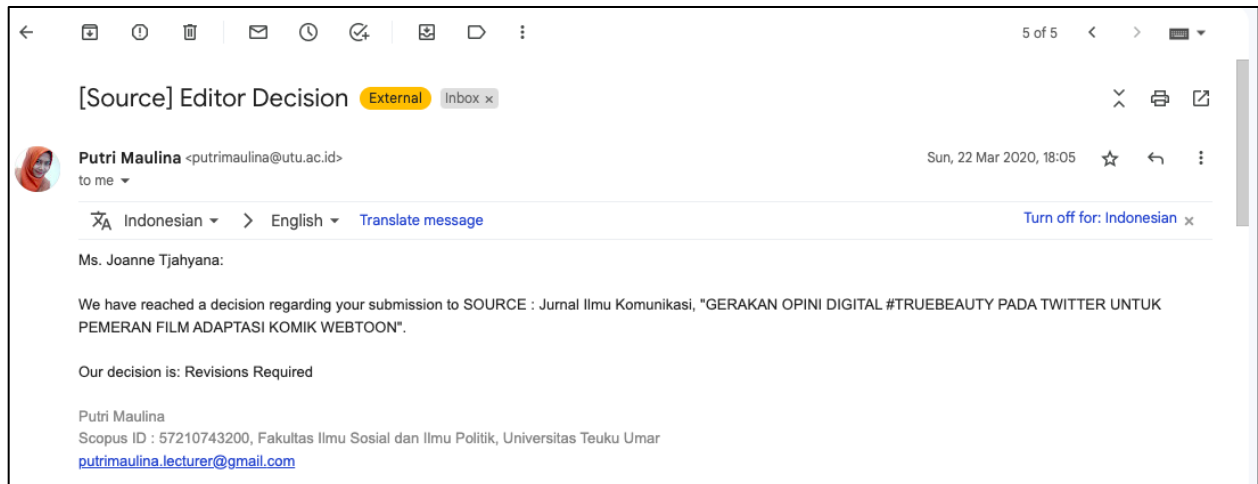 5 of 5
[Source] Editor Decision External Inbox ×
Putri Maulina <putrimaulina@utu.ac.id> Sun, 22 Mar 2020, 18:05
to me
Indonesian > English Translate message Turn off for: Indonesian ×
Ms. Joanne Tjahyana:
We have reached a decision regarding your submission to SOURCE : Jurnal Ilmu Komunikasi, "GERAKAN OPINI DIGITAL #TRUEBEAUTY PADA TWITTER UNTUK
PEMERAN FILM ADAPTASI KOMIK WEBTOON".
Our decision is: Revisions Required
Putri Maulina
Scopus ID : 57210743200, Fakultas Ilmu Sosial dan Ilmu Politik, Universitas Teuku Umar
putrimaulina.lecturer@gmail.com